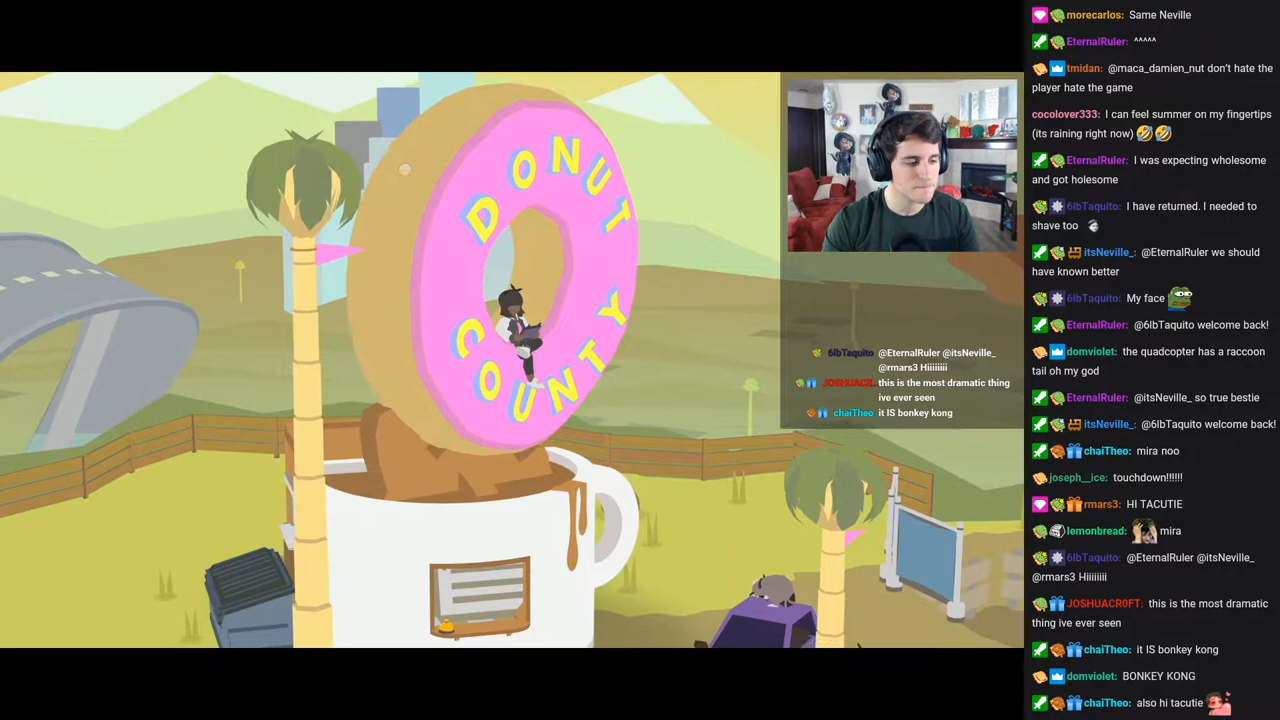 DONUT
COUNTY
6lbTaquito @EternalRuler @itsNeville_
@rmars3 Hiiiiiiii
JOSHUACR... this is the most dramatic thing
ive ever seen
chaiTheo it IS bonkey kong
morecarlos: Same Neville
EternalRuler: ^^^^^
tmidan: @maca_damien_nut don't hate the
player hate the game
cocolover333: I can feel summer on my fingertips
(its raining right now)
EternalRuler: I was expecting wholesome
and got holesome
6lbTaquito: I have returned. I needed to
shave too
itsNeville_: @EternalRuler we should
have known better
6lbTaquito: My face
EternalRuler: @6lbTaquito welcome back!
domviolet: the quadcopter has a raccoon
tail oh my god
EternalRuler: @itsNeville_ so true bestie
itsNeville_: @6lbTaquito welcome back!
chaiTheo: mira noo
joseph__ice: touchdown!!!!!!
rmars3: HI TACUTIE
lemonbread: mira
6lbTaquito: @EternalRuler @itsNeville_
@rmars3 Hiiiiiiii
JOSHUACR0FT: this is the most dramatic
thing ive ever seen
chaiTheo: it IS bonkey kong
domviolet: BONKEY KONG
chaiTheo: also hi tacutie